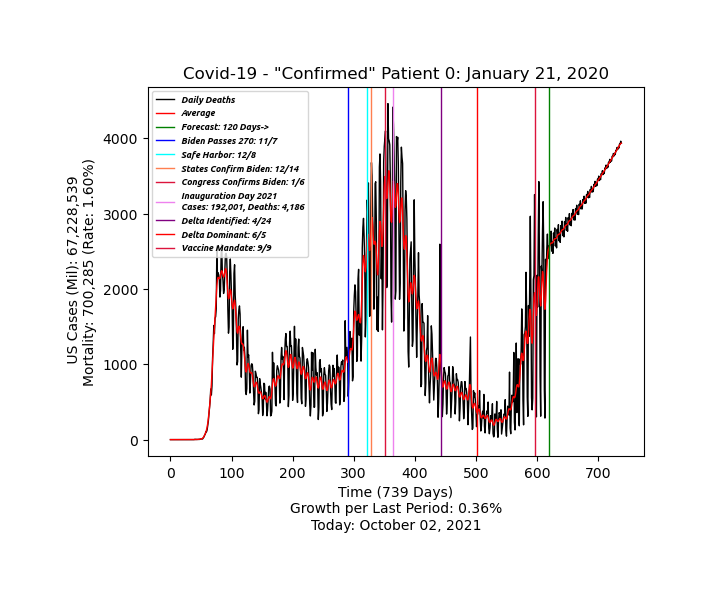 Covid-19 - "Confirmed" Patient 0: January 21, 2020
Daily Deaths
Average
Forecast: 120 Days->
Biden Passes 270: 11/7
Safe Harbor: 12/8
States Confirm Biden: 12/14
Congress Confirms Biden: 1/6
Inauguration Day 2021
Cases: 192,001, Deaths: 4,186
Delta Identified: 4/24
Delta Dominant: 6/5
Vaccine Mandate: 9/9
US Cases (Mil): 67,228,539
Mortality: 700,285 (Rate: 1.60%)
4000
3000
2000
1000
0
0 100 200 300 400 500 600 700
Time (739 Days)
Growth per Last Period: 0.36%
Today: October 02, 2021